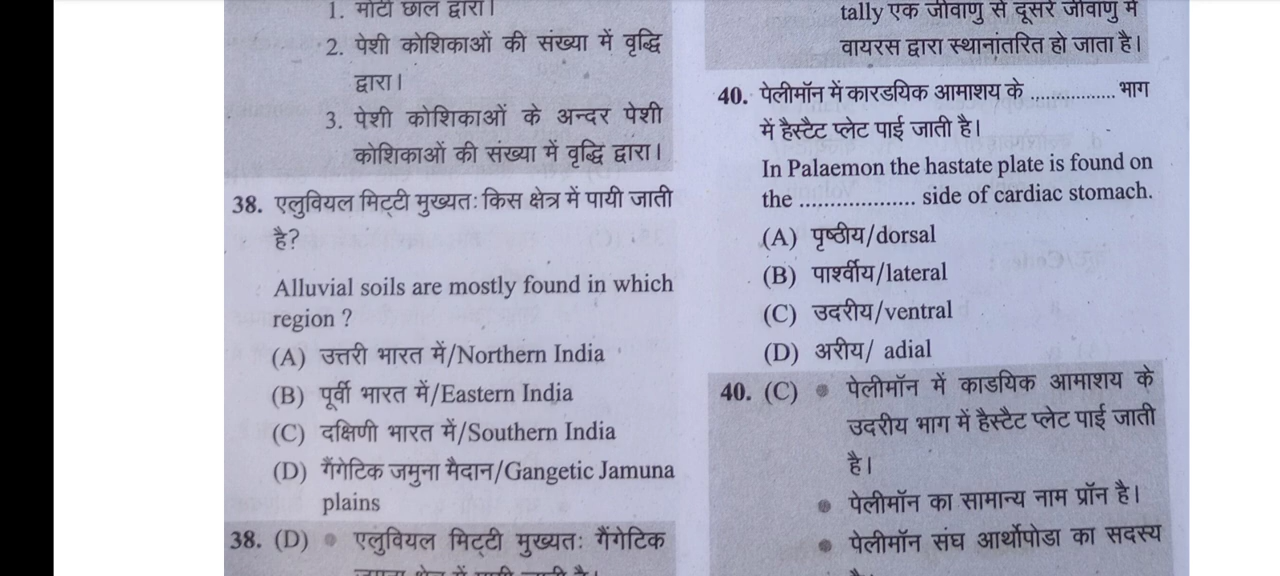 1. मोटी छाल द्वारा।
2. पेशी कोशिकाओं की संख्या में वृद्धि
द्वारा।
3. पेशी कोशिकाओं के अन्दर पेशी
कोशिकाओं की संख्या में वृद्धि द्वारा।
38. एलुवियल मिट्टी मुख्यतः किस क्षेत्र में पायी जाती
है?
Alluvial soils are mostly found in which
region ?
(A) उत्तरी भारत में/Northern India
(B) पूर्वी भारत में/Eastern India
(C) दक्षिणी भारत में/Southern India
(D) गैंगेटिक जमुना मैदान/Gangetic Jamuna
plains
38. (D) ● एलुवियल मिट्टी मुख्यतः गैंगेटिक
tally एक जीवाणु से दूसरे जीवाणु में
वायरस द्वारा स्थानांतरित हो जाता है।
40. पेलीमॉन में कारडयिक आमाशय के ............... भाग
में हैस्टैट प्लेट पाई जाती है।
In Palaemon the hastate plate is found on
the .................... side of cardiac stomach.
(A) पृष्ठीय/dorsal
(B) पार्श्वीय/lateral
(C) उदरीय/ventral
(D) अरीय/ adial
40. (C) ● पेलीमॉन में काडयिक आमाशय के
उदरीय भाग में हैस्टैट प्लेट पाई जाती
है।
● पेलीमॉन का सामान्य नाम प्रॉन है।
● पेलीमॉन संघ आर्थोपोडा का सदस्य